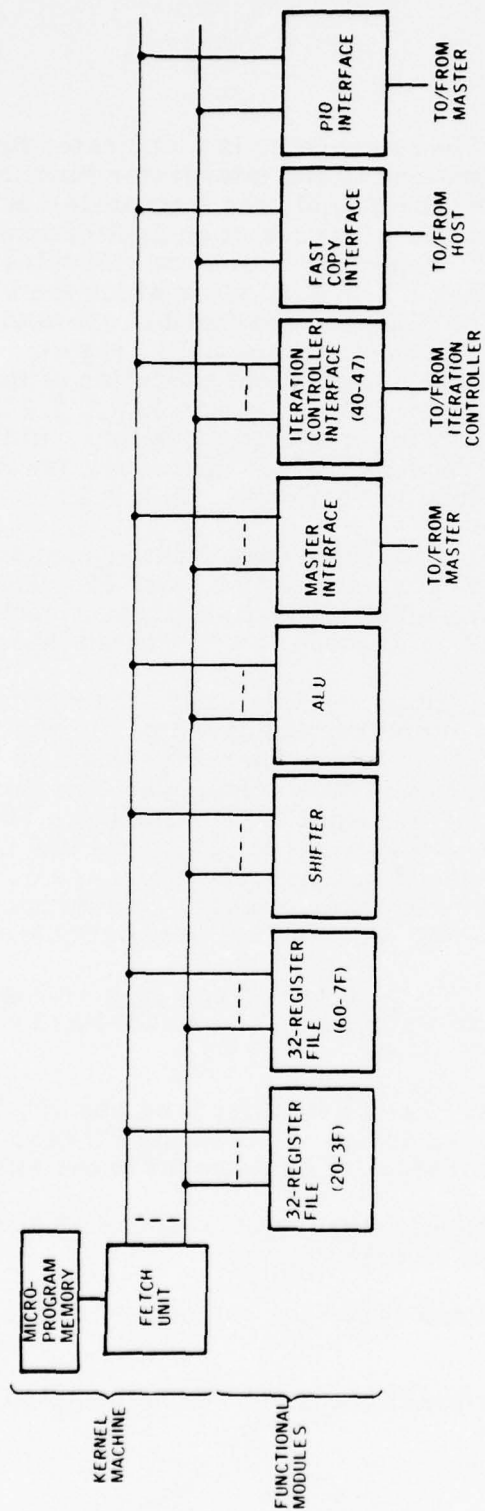 KERNEL
MACHINE
MICRO-
PROGRAM
MEMORY
FETCH
UNIT
FUNCTIONAL
MODULES
32-REGISTER
FILE
(20-3F)
32-REGISTER
FILE
(60-7F)
SHIFTER
ALU
MASTER
INTERFACE
ITERATION
CONTROLLER
INTERFACE
(40-47)
FAST
COPY
INTERFACE
PIO
INTERFACE
TO/FROM
MASTER
TO/FROM
ITERATION
CONTROLLER
TO/FROM
HOST
TO/FROM
MASTER